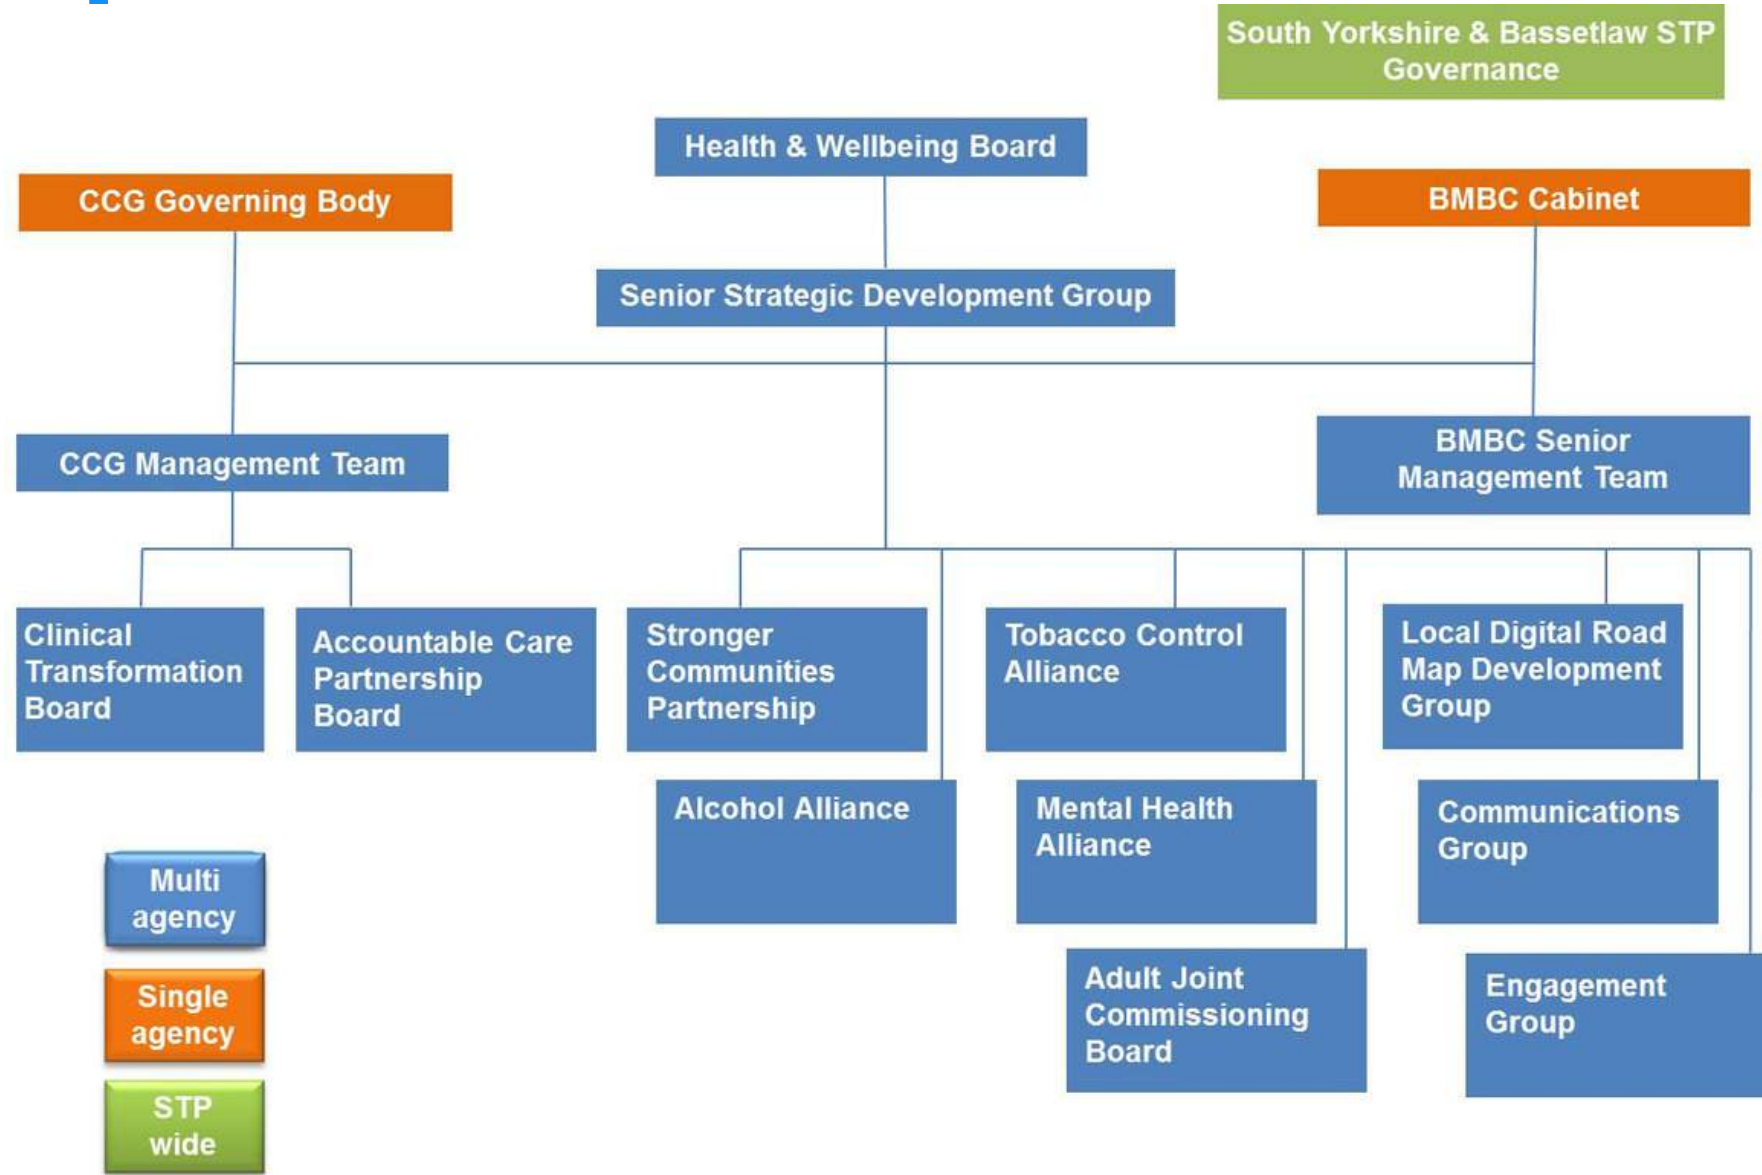 South Yorkshire & Bassetlaw STP
Governance
Health & Wellbeing Board
CCG Governing Body
BMBC Cabinet
Senior Strategic Development Group
CCG Management Team
BMBC Senior
Management Team
Clinical
Transformation
Board
Accountable Care
Partnership
Board
Stronger
Communities
Partnership
Tobacco Control
Alliance
Local Digital Road
Map Development
Group
Alcohol Alliance
Mental Health
Alliance
Communications
Group
Adult Joint
Commissioning
Board
Engagement
Group
Multi
agency
Single
agency
STP
wide